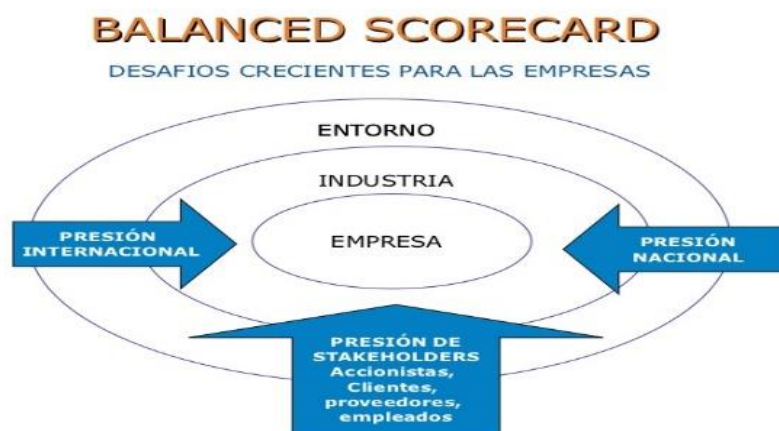 BALANCED SCORECARD
DESAFIOS CRECIENTES PARA LAS EMPRESAS
ENTORNO
INDUSTRIA
EMPRESA
PRESIÓN
INTERNACIONAL
PRESIÓN
NACIONAL
PRESIÓN DE
STAKEHOLDERS
Accionistas,
Clientes,
proveedores,
empleados